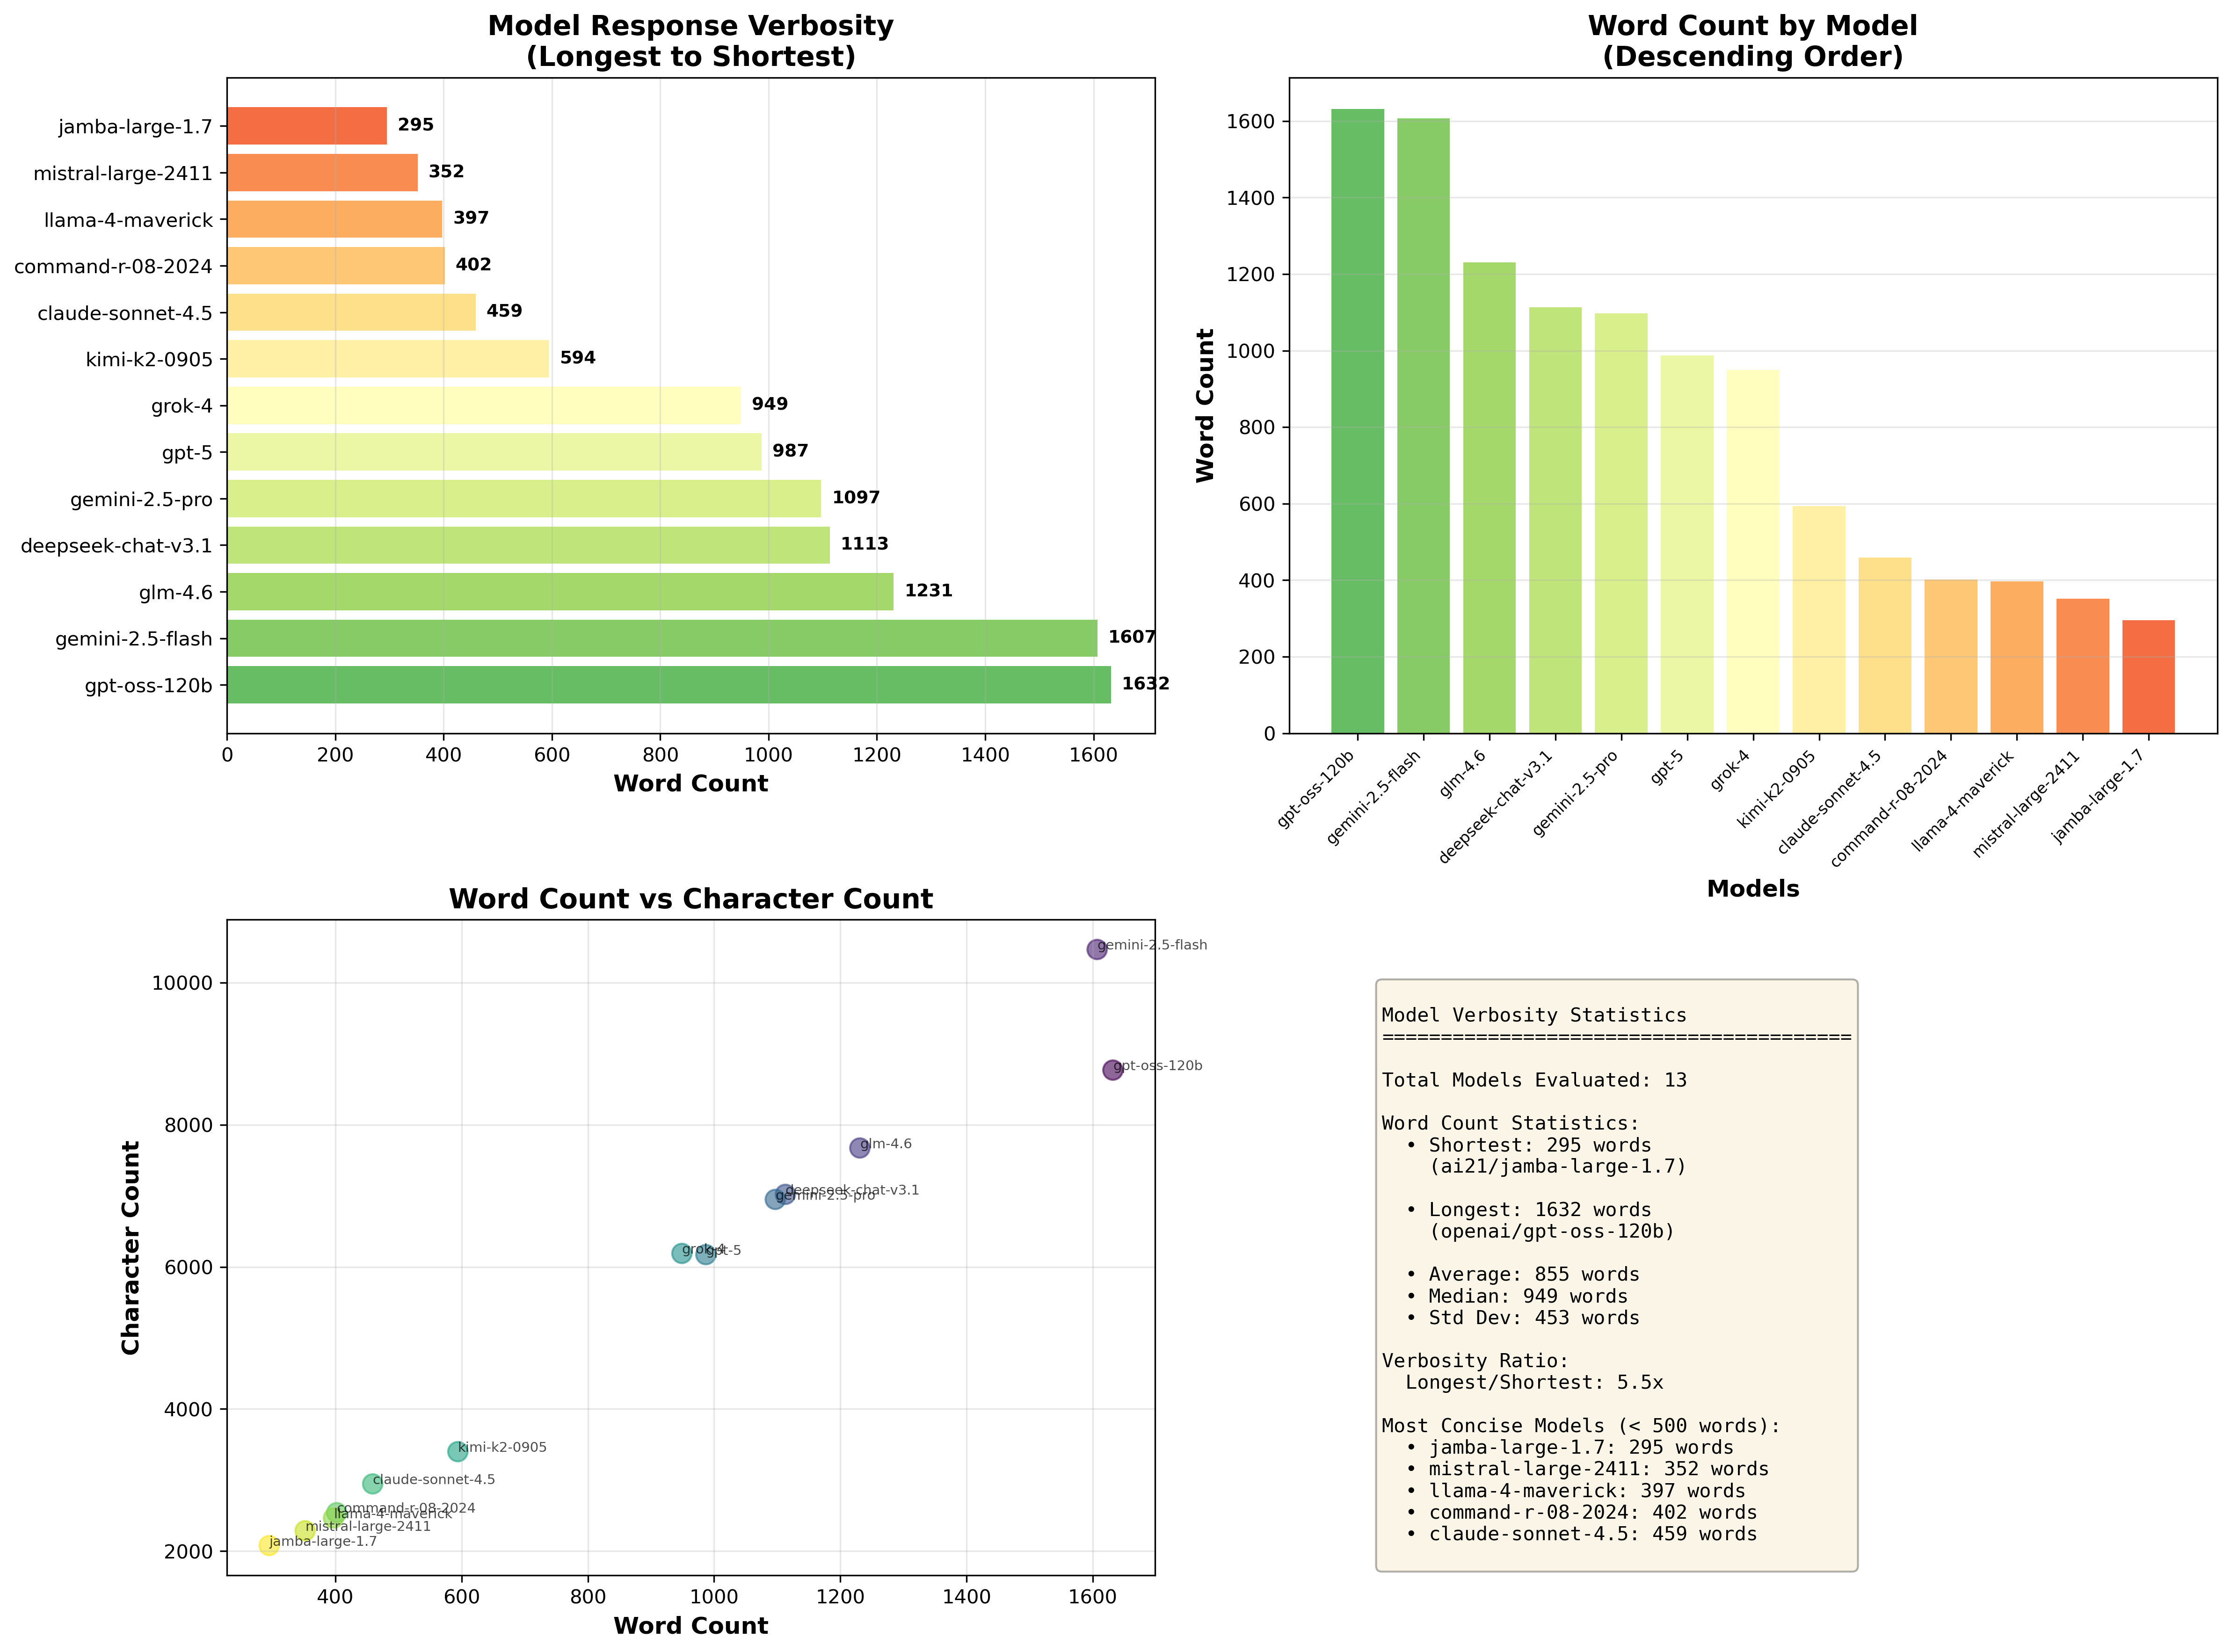 Model Response Verbosity
(Longest to Shortest)
jamba-large-1.7
295
mistral-large-2411
352
llama-4-maverick
397
command-r-08-2024
402
claude-sonnet-4.5
459
kimi-k2-0905
594
grok-4
949
gpt-5
987
gemini-2.5-pro
1097
deepseek-chat-v3.1
1113
glm-4.6
1231
gemini-2.5-flash
1607
gpt-oss-120b
1632
0 200 400 600 800 1000 1200 1400 1600
Word Count
Word Count by Model
(Descending Order)
Word Count
1600
1400
1200
1000
800
600
400
200
0
gpt-oss-120b
gemini-2.5-flash
glm-4.6
deepseek-chat-v3.1
gemini-2.5-pro
gpt-5
grok-4
kimi-k2-0905
claude-sonnet-4.5
command-r-08-2024
llama-4-maverick
mistral-large-2411
jamba-large-1.7
Models
Word Count vs Character Count
Character Count
10000
8000
6000
4000
2000
gemini-2.5-flash
gpt-oss-120b
glm-4.6
deepseek-chat-v3.1
gemini-2.5-pro
grok-4
gpt-5
kimi-k2-0905
claude-sonnet-4.5
command-r-08-2024
llama-4-maverick
mistral-large-2411
jamba-large-1.7
400 600 800 1000 1200 1400 1600
Word Count
Model Verbosity Statistics
========================================
Total Models Evaluated: 13
Word Count Statistics:
• Shortest: 295 words
(ai21/jamba-large-1.7)
• Longest: 1632 words
(openai/gpt-oss-120b)
• Average: 855 words
• Median: 949 words
• Std Dev: 453 words
Verbosity Ratio:
Longest/Shortest: 5.5x
Most Concise Models (< 500 words):
• jamba-large-1.7: 295 words
• mistral-large-2411: 352 words
• llama-4-maverick: 397 words
• command-r-08-2024: 402 words
• claude-sonnet-4.5: 459 words